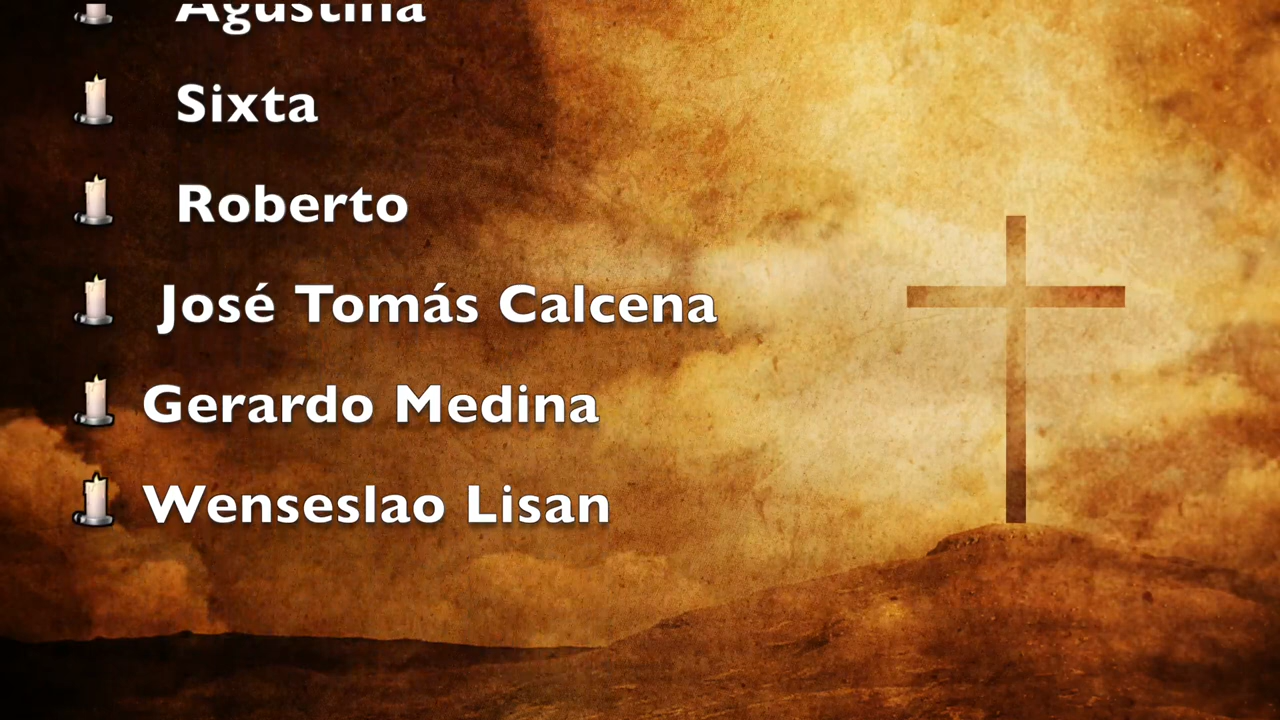 Agustina
Sixta
Roberto
José Tomás Calcena
Gerardo Medina
Wenseslao Lisan